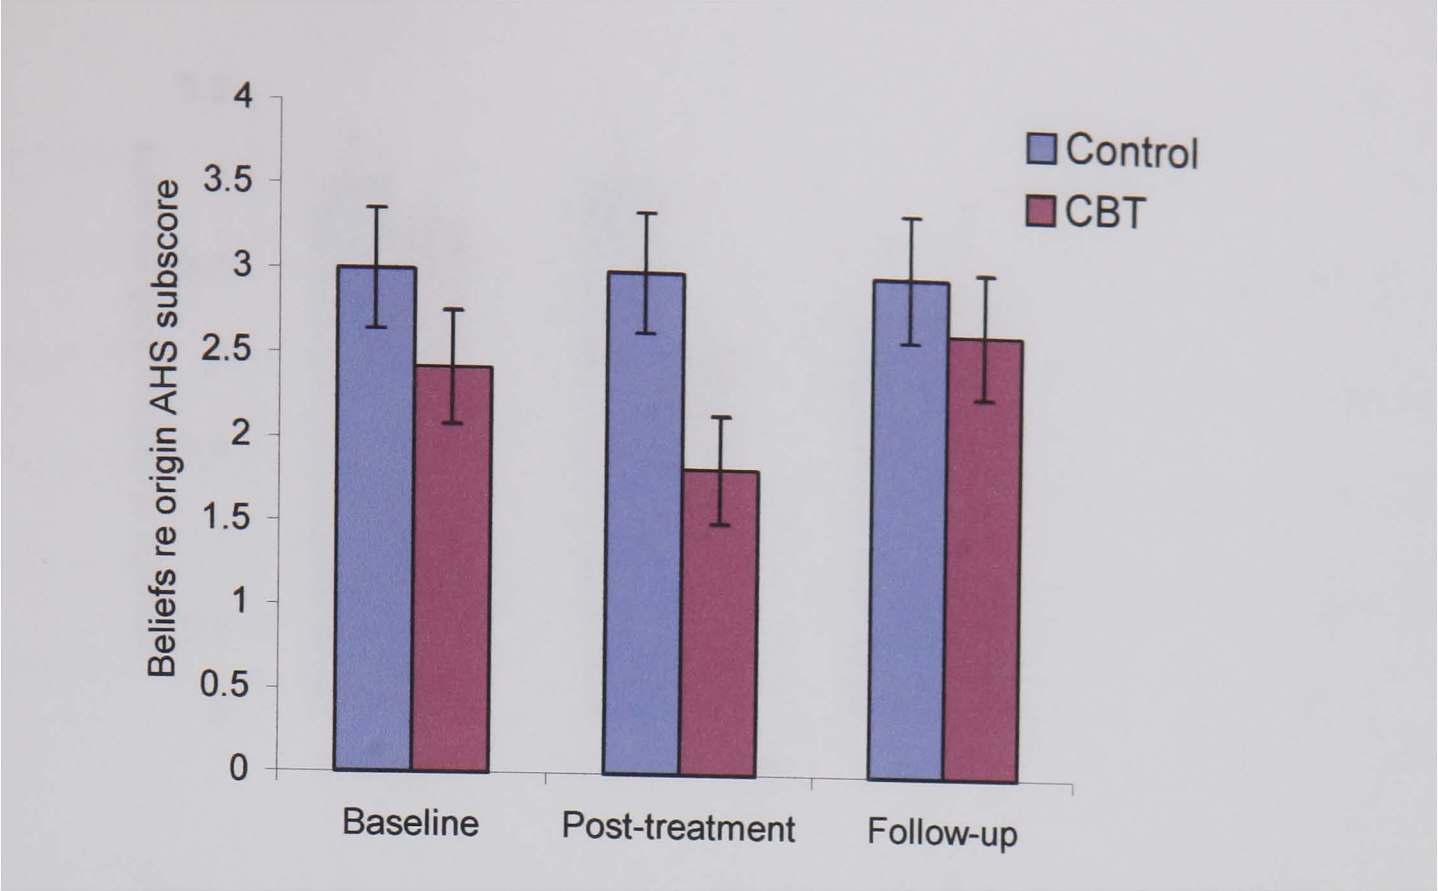 4
3.5
3
2.5
2
1.5
1
0.5
0
Beliefs re origin AHS subscore
Control
CBT
Baseline
Post-treatment
Follow-up